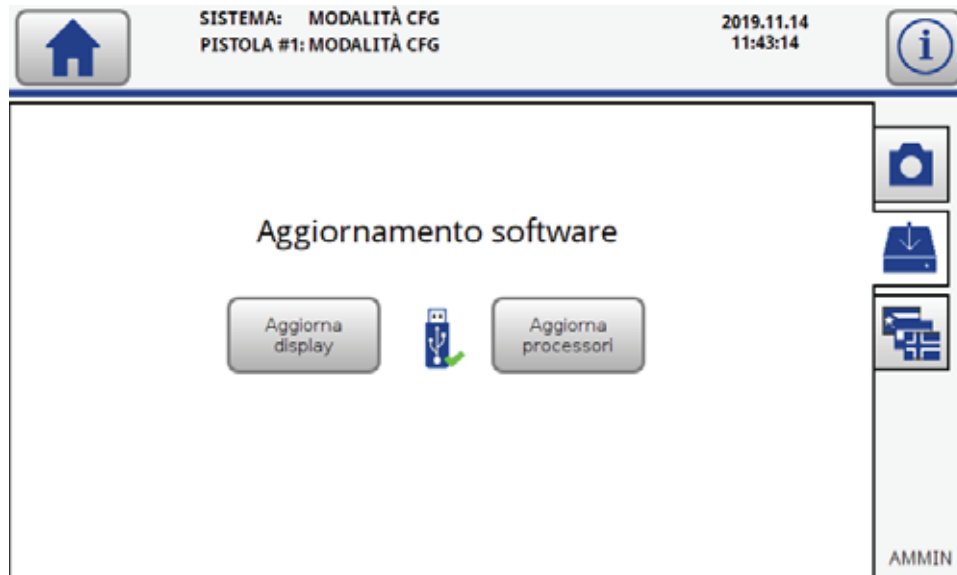 SISTEMA: MODALITÀ CFG
PISTOLA #1: MODALITÀ CFG
2019.11.14
11:43:14
i
Aggiornamento software
Aggiorna
display
Aggiorna
processori
AMMIN